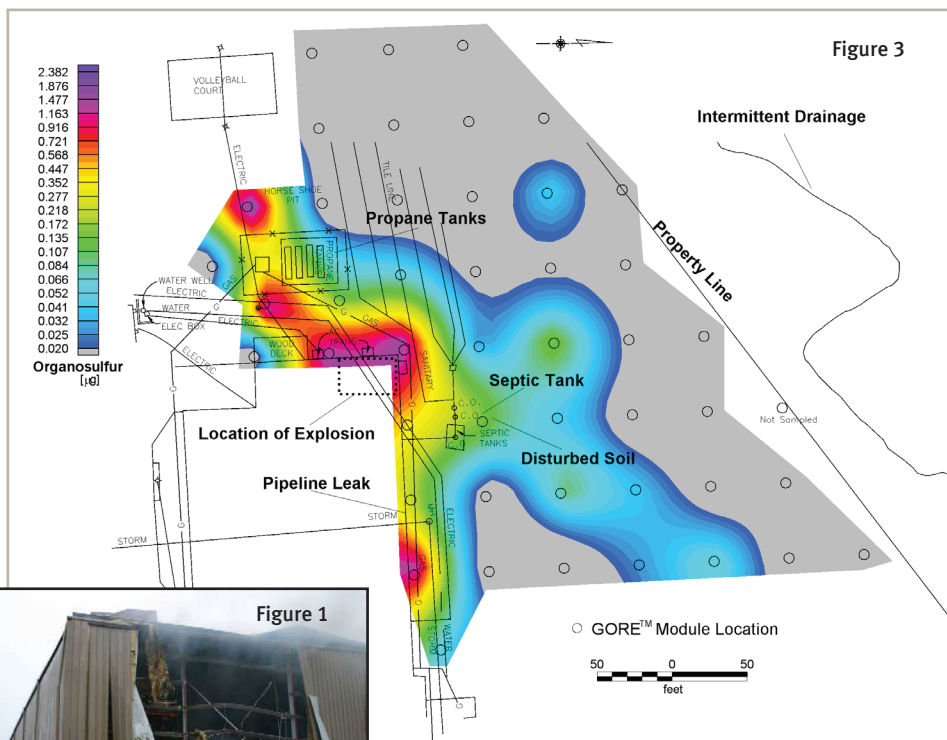 Figure 3
2.382
1.876
1.477
1.163
0.916
0.721
0.568
0.447
0.352
0.277
0.218
0.172
0.135
0.107
0.084
0.066
0.052
0.041
0.032
0.025
0.020
Organosulfur
[µg]
VOLLEYBALL
COURT
ELECTRIC
HORSE SHOE
PIT
TILE LINE
Propane Tanks
PROPANE
Intermittent Drainage
Property Line
WATER WELL
ELECTRIC
WATER
ELEC BOX
ELECTRIC
GAS
G
G
G
GAS
WOOD
DECK
TRANS
ELECTRIC
SANITARY
Septic Tank
C.O.
C.O.
SEPTIC
TANKS
C.O.
Not Sampled
Location of Explosion
Disturbed Soil
Pipeline Leak
G
G
G
STORM
STORM
MH
ELECTRIC
GAS
G
STORM
WATER
G
G
GORE™ Module Location
50
0
50
feet
Figure 1